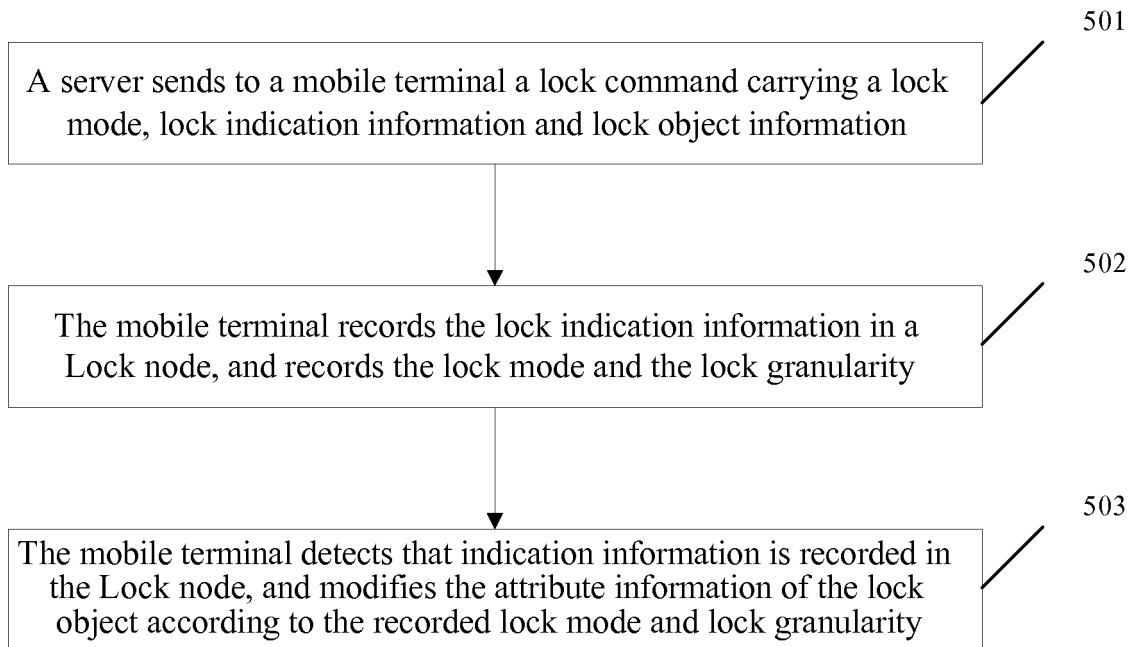 501
A server sends to a mobile terminal a lock command carrying a lock
mode, lock indication information and lock object information
502
The mobile terminal records the lock indication information in a
Lock node, and records the lock mode and the lock granularity
503
The mobile terminal detects that indication information is recorded in
the Lock node, and modifies the attribute information of the lock
object according to the recorded lock mode and lock granularity